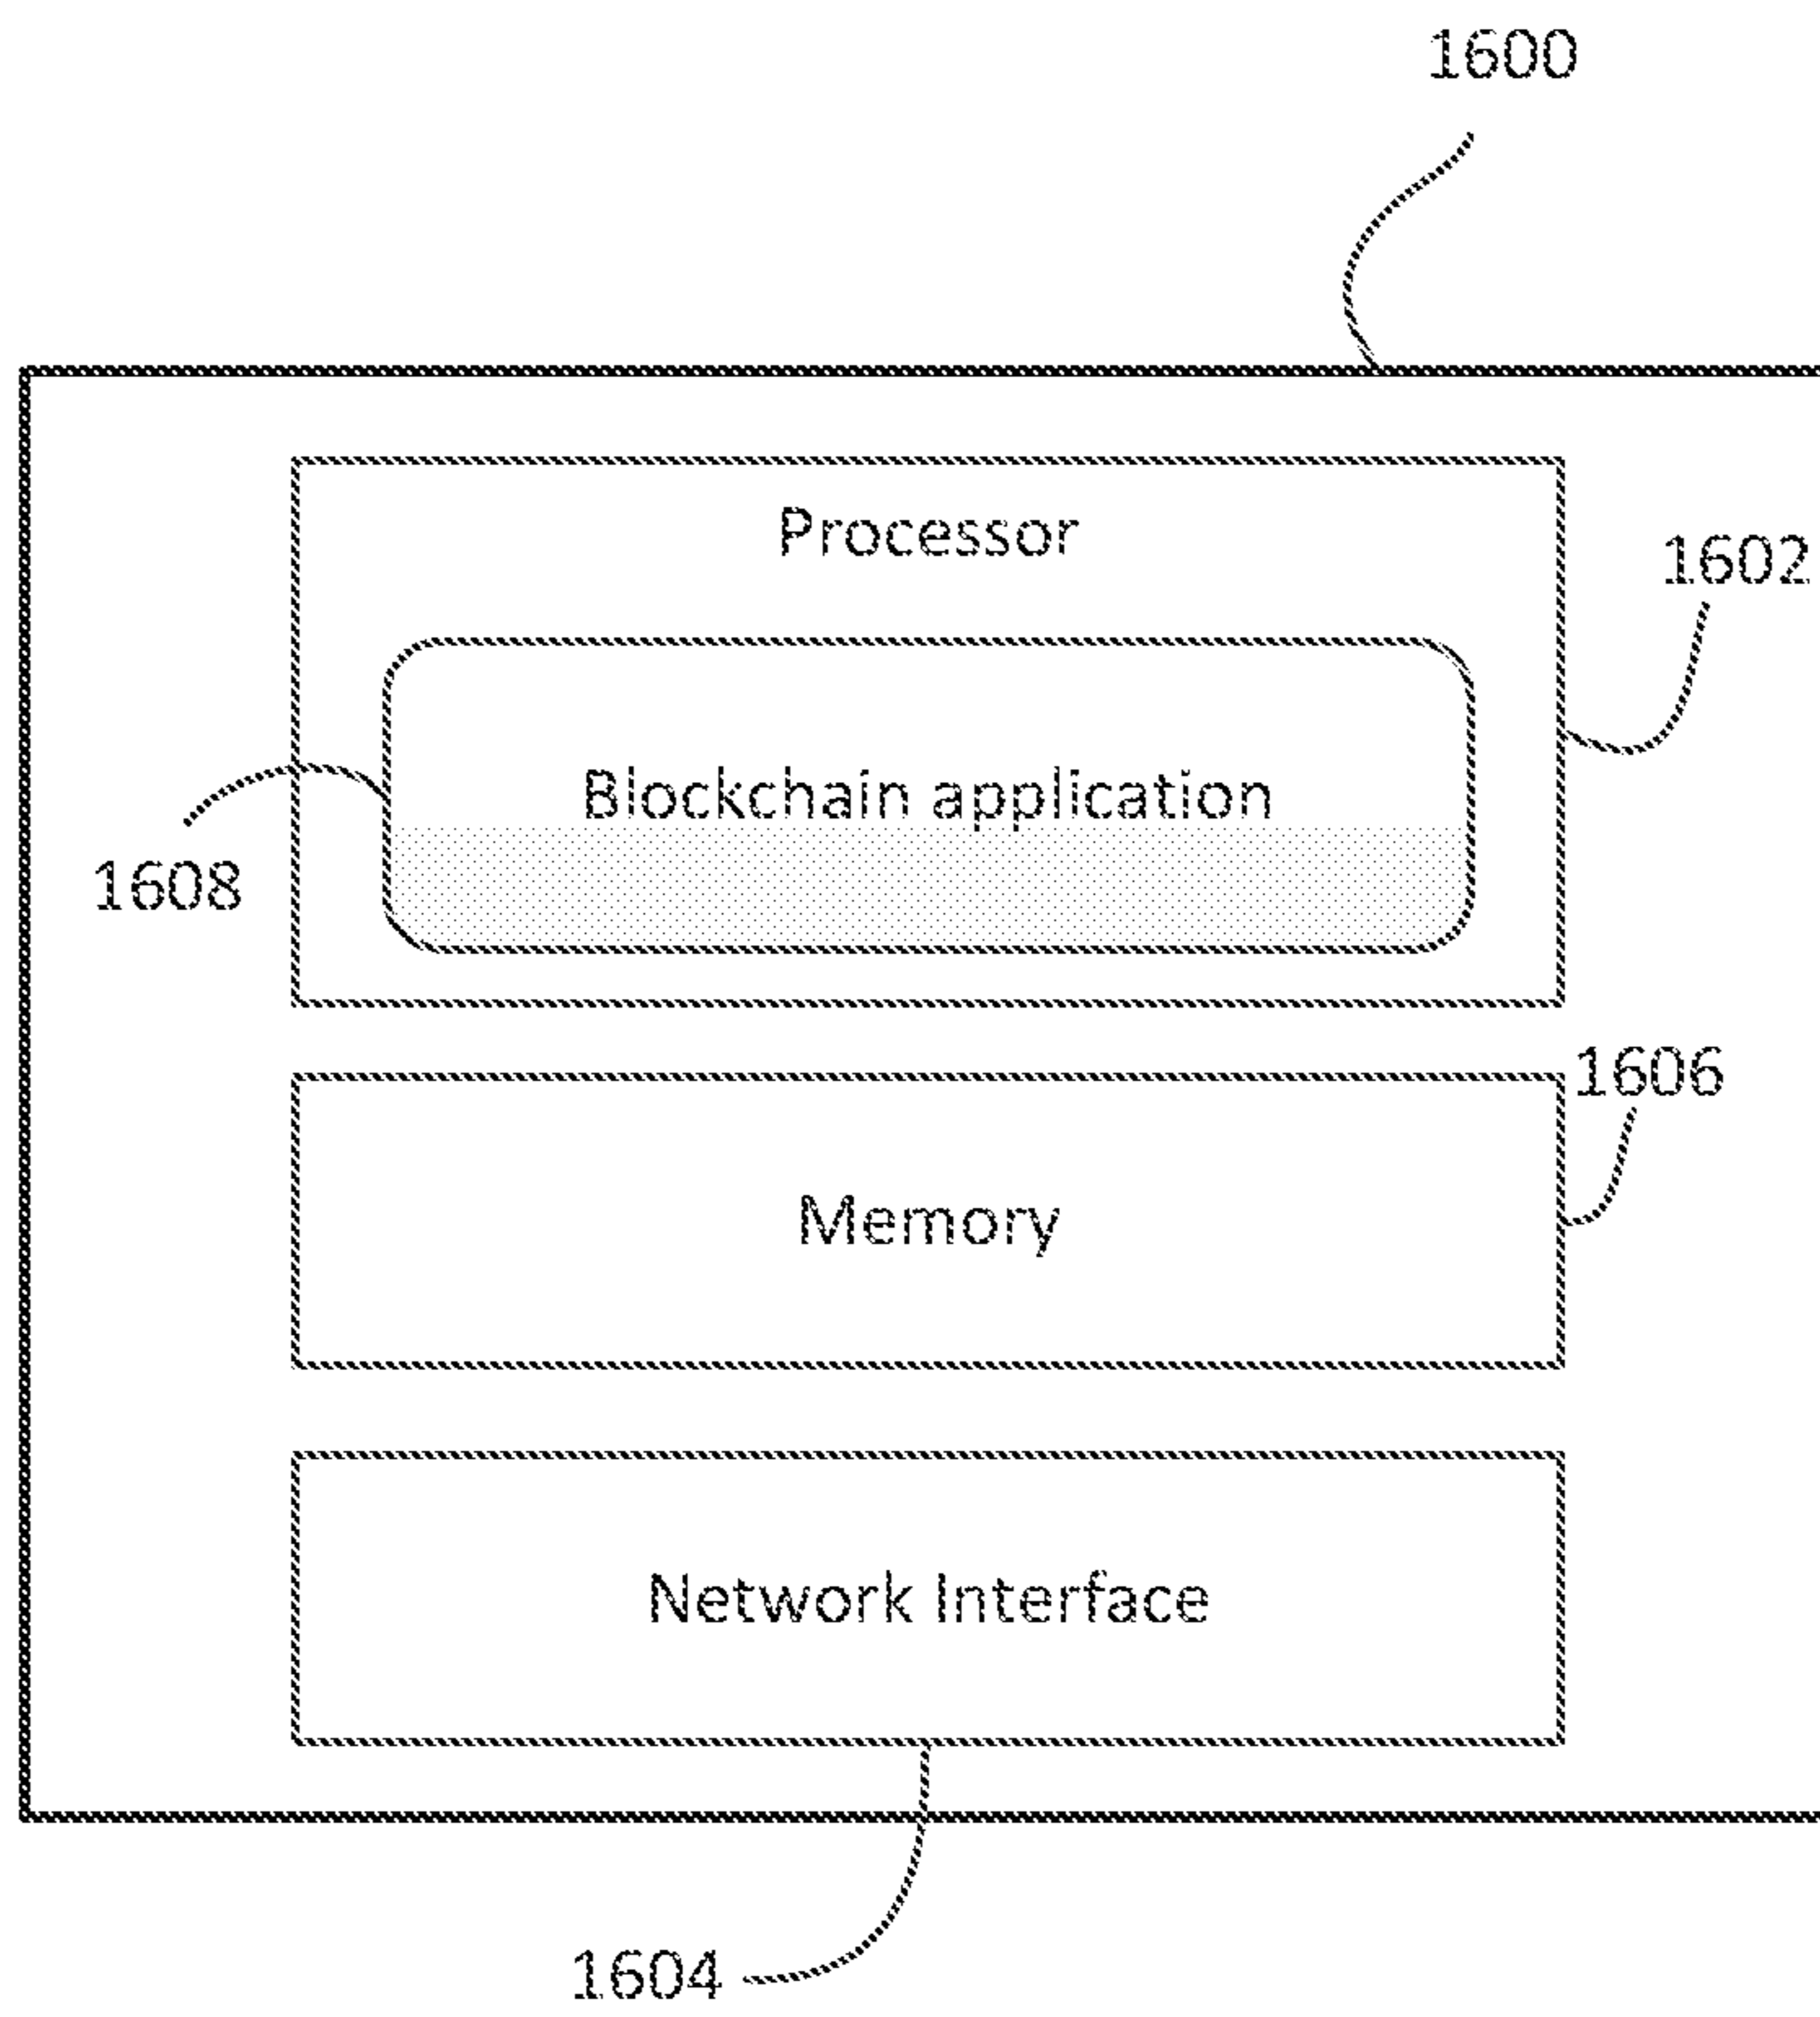 1600
Processor
1602
Blockchain application
1608
1606
Memory
Network Interface
1604